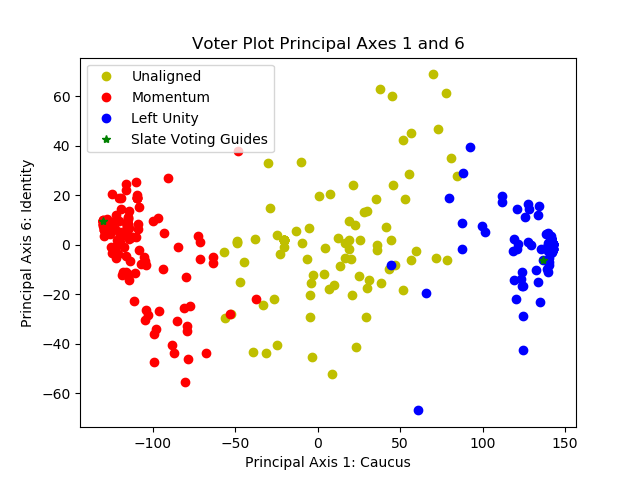 Voter Plot Principal Axes 1 and 6
Unaligned
Momentum
Left Unity
Slate Voting Guides
Principal Axis 6: Identity
60
40
20
0
−20
−40
−60
−100
−50
0
50
100
150
Principal Axis 1: Caucus